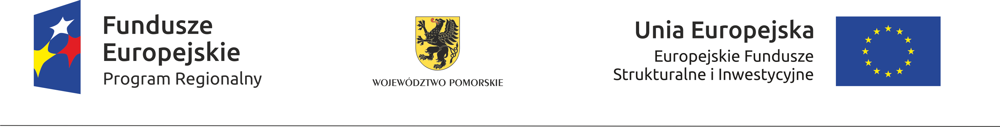 Fundusze
Europejskie
Program Regionalny
WOJEWÓDZTWO POMORSKIE
Unia Europejska
Europejskie Fundusze
Strukturalne i Inwestycyjne